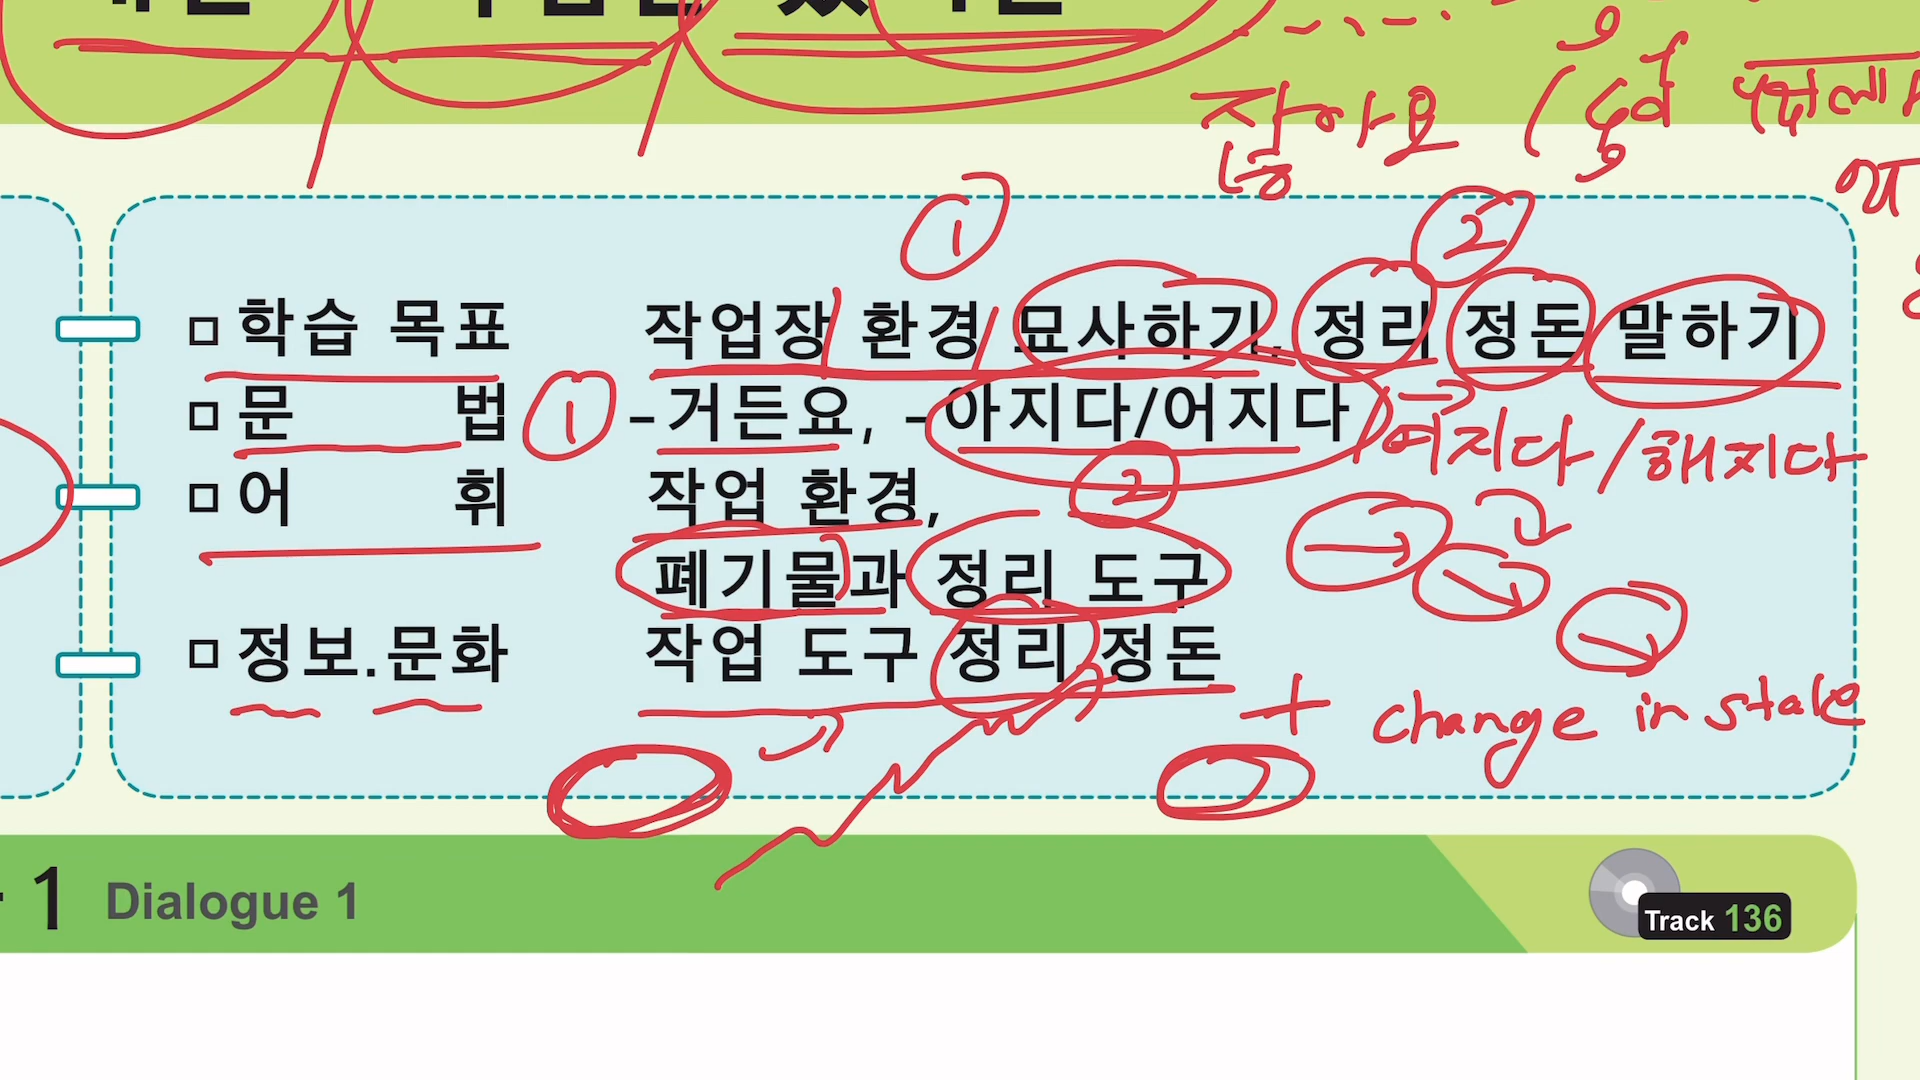 잡아요
①
②
□ 학습 목표 작업장 환경 묘사하기, 정리 정돈 말하기
□ 문 법 ① -거든요, -아지다/어지다
여지다/해지다
□ 어 휘 작업 환경, ②
폐기물과 정리 도구
□ 정보.문화 작업 도구 정리 정돈
+ change in state
1 Dialogue 1
Track 136